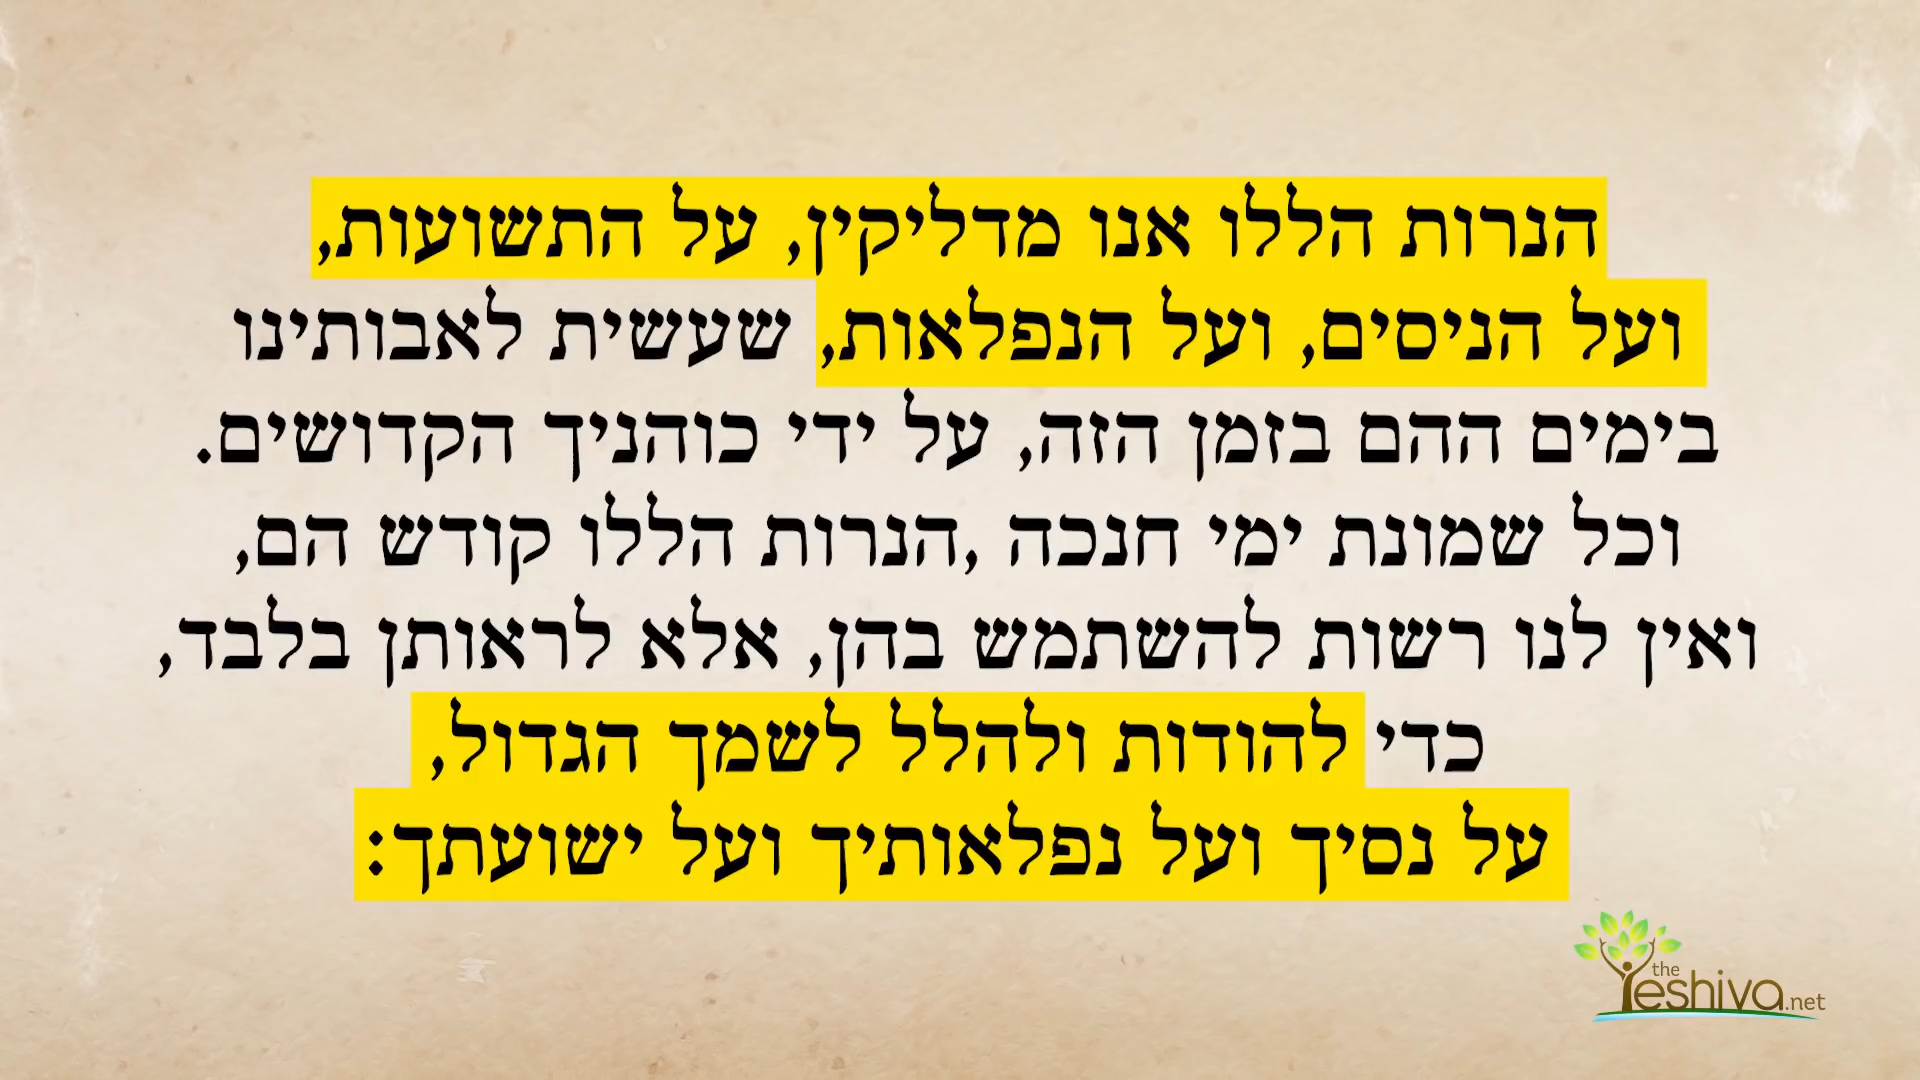 הנרות הללו אנו מדליקין, על התשועות,
ועל הניסים, ועל הנפלאות, שעשית לאבותינו
בימים ההם בזמן הזה, על ידי כוהניך הקדושים.
וכל שמונת ימי חנכה ,הנרות הללו קודש הם,
ואין לנו רשות להשתמש בהן, אלא לראותן בלבד,
כדי להודות ולהלל לשמך הגדול,
על נסיך ועל נפלאותיך ועל ישועתך:
the
Yeshiva.net